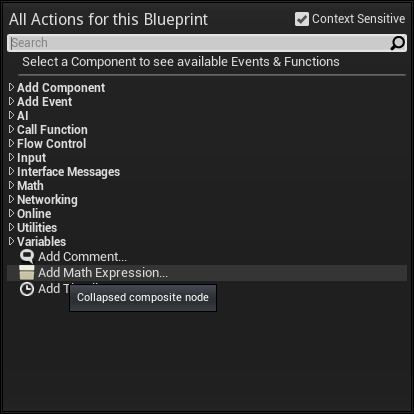 All Actions for this Blueprint
Context Sensitive
Search
Select a Component to see available Events & Functions
Add Component
Add Event
AI
Call Function
Flow Control
Input
Interface Messages
Math
Networking
Online
Utilities
Variables
Add Comment...
Add Math Expression...
Add
Collapsed composite node